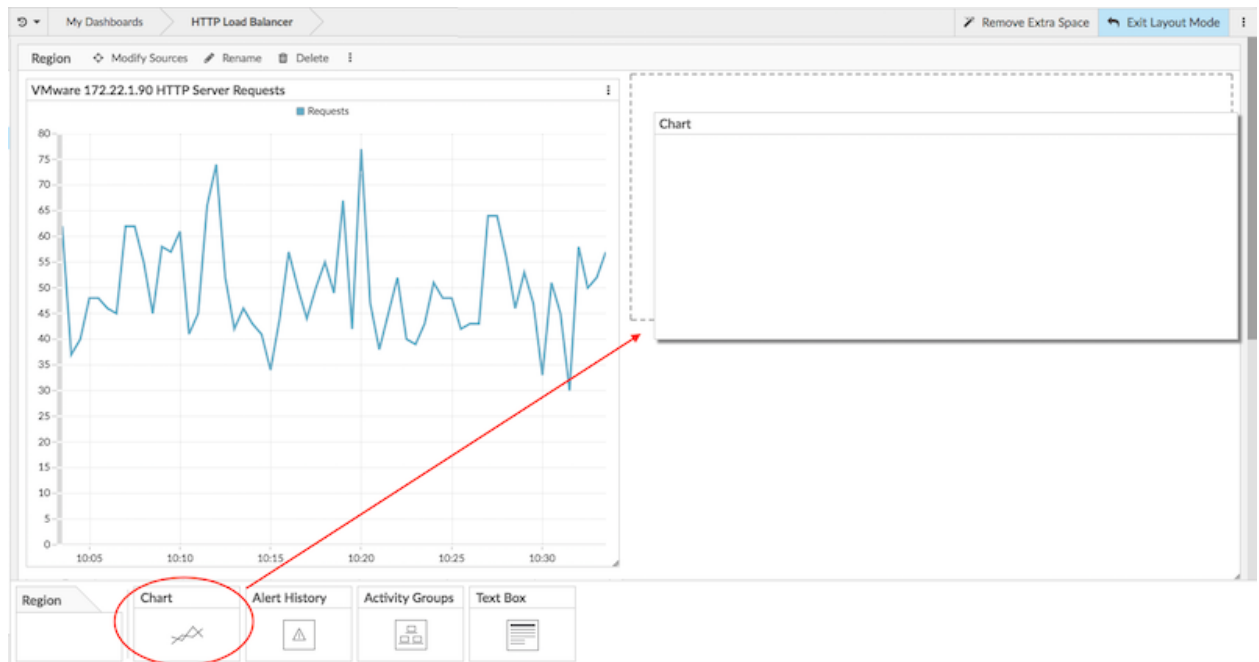 My Dashboards HTTP Load Balancer Remove Extra Space Exit Layout Mode
Region Modify Sources Rename Delete
VMware 172.22.1.90 HTTP Server Requests
Requests
Chart
80
75
70
65
60
55
50
45
40
35
30
25
20
15
10
5
0
10:05 10:10 10:15 10:20 10:25 10:30
Region Chart Alert History Activity Groups Text Box